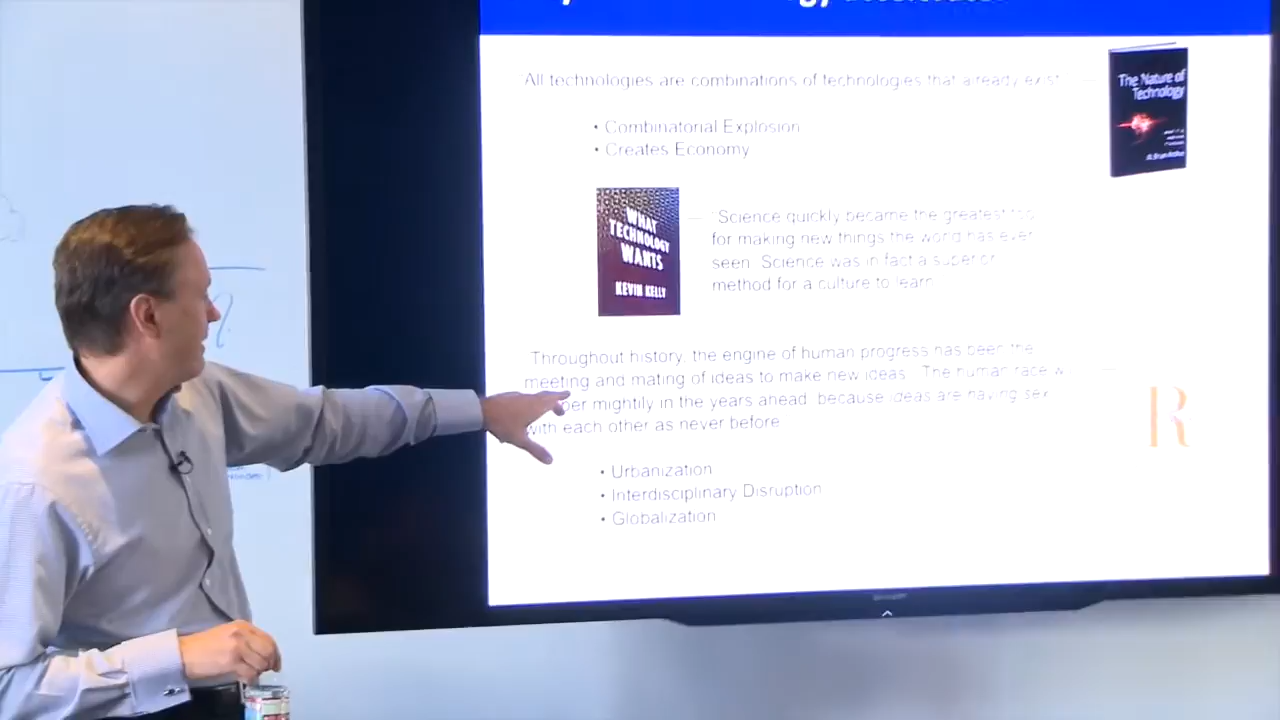 All technologies are combinations of technologies that already exist
The Nature of
Technology
• Combinatorial Explosion
• Creates Economy
WHAT
TECHNOLOGY
WANTS
KEVIN KELLY
Science quickly became the greatest
for making new things the world has ever
seen. Science was in fact a superior
method for a culture to learn
Throughout history, the engine of human progress has been the
meeting and mating of ideas to make new ideas. The human race
mightily in the years ahead, because ideas are having sex
with each other as never before
R
• Urbanization
• Interdisciplinary Disruption
• Globalization